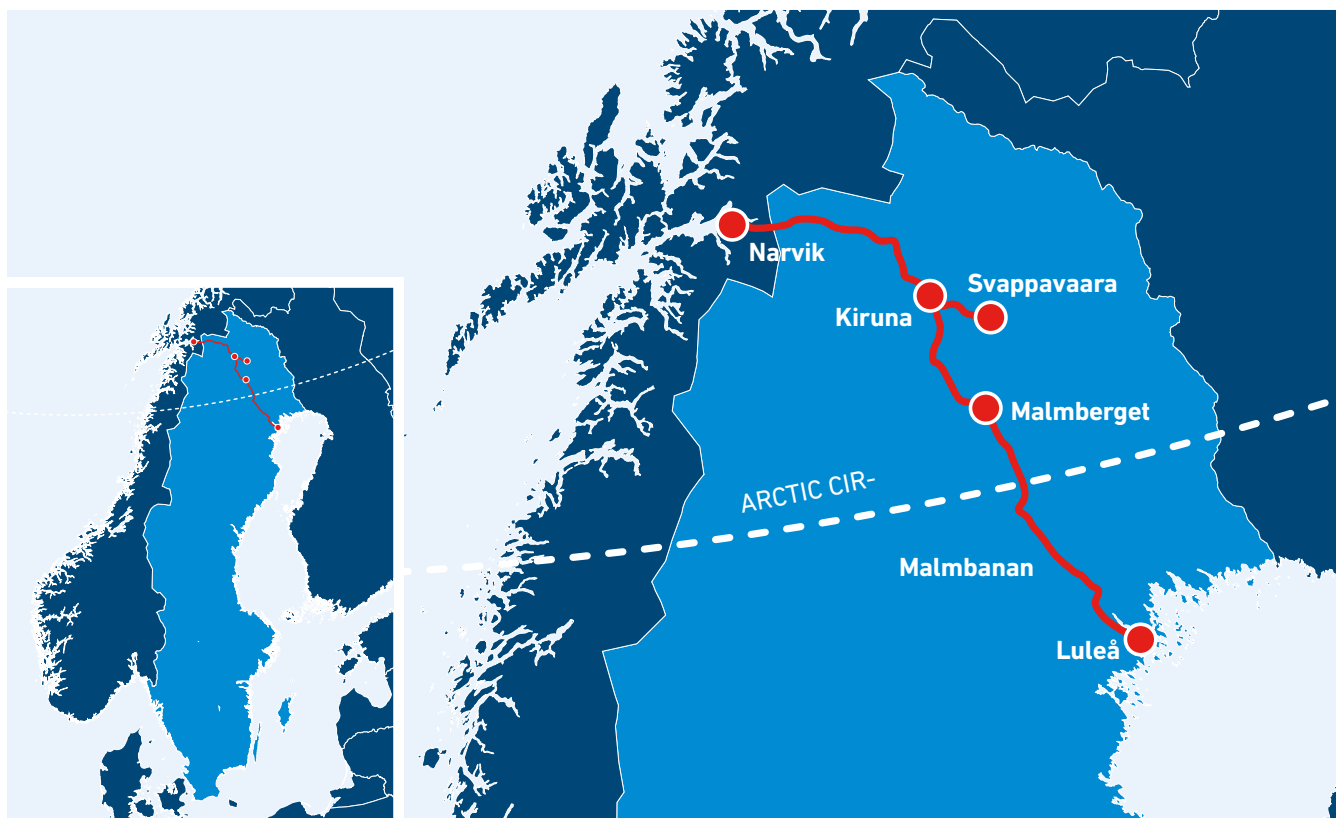 Narvik
Svappavaara
Kiruna
Malmberget
ARCTIC CIR-
Malmbanan
Luleå